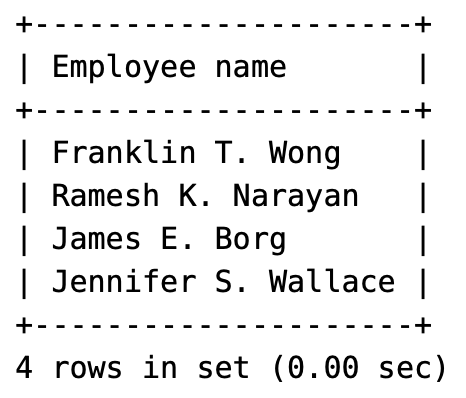 +---------------------+
| Employee name       |
+---------------------+
| Franklin T. Wong    |
| Ramesh K. Narayan   |
| James E. Borg       |
| Jennifer S. Wallace |
+---------------------+
4 rows in set (0.00 sec)